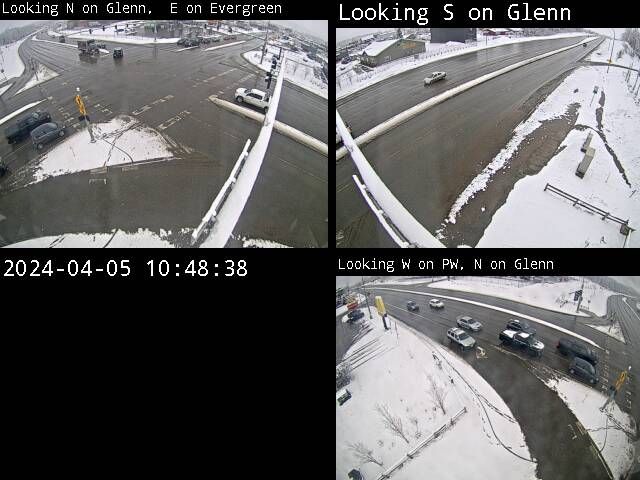 Looking N on Glenn,  E on Evergreen
Looking S on Glenn
2024-04-05 10:48:38
Looking W on PW, N on Glenn